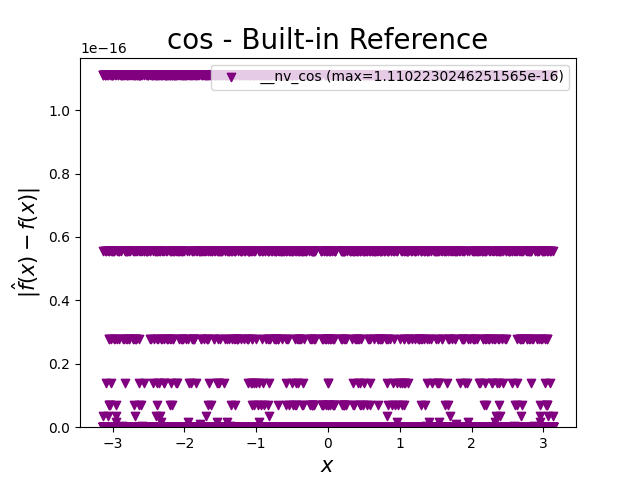 cos - Built-in Reference
1e−16
__nv_cos (max=1.1102230246251565e-16)
1.0
0.8
0.6
0.4
0.2
0.0
|f̂(x) − f(x)|
−3 −2 −1 0 1 2 3
x